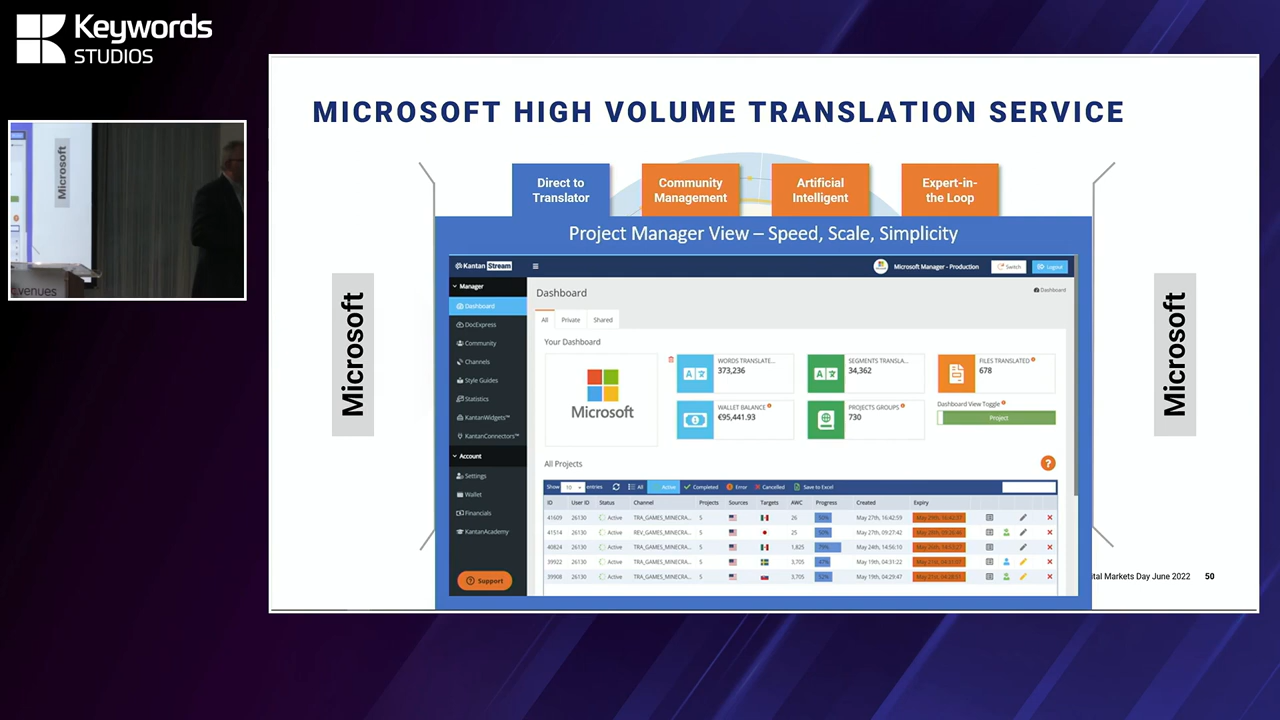 Keywords
STUDIOS
Microsoft
venues
MICROSOFT HIGH VOLUME TRANSLATION SERVICE
Direct to
Translator
Community
Management
Artificial
Intelligent
Expert-in-
the Loop
Project Manager View – Speed, Scale, Simplicity
Microsoft
Microsoft
Kantan Stream
Microsoft Manager - Production
Switch
Logout
Manager
Dashboard
DocExpress
Community
Channels
Style Guides
Statistics
KantanWidgets™
KantanConnectors™
Account
Settings
Wallet
Financials
KantanAcademy
Support
Dashboard
Dashboard
All Private Shared
Your Dashboard
Microsoft
WORDS TRANSLATE...
373,236
SEGMENTS TRANSLA...
34,362
FILES TRANSLATED
678
WALLET BALANCE
€95,441.93
PROJECTS GROUPS
730
Dashboard View Toggle
Project
All Projects
?
Show 10 entries All Active Completed Error Cancelled Save to Excel
ID User ID Status Channel Projects Sources Targets AWC Progress Created Expiry
41609 26130 Active TRA_GAMES_MINECRA... 5 26 50% May 27th, 16:42:59
41514 26130 Active REV_GAMES_MINECRA... 5 25 50% May 27th, 09:27:42
40824 26130 Active TRA_GAMES_MINECRA... 5 1,825 79% May 24th, 14:56:10
39922 26130 Active TRA_GAMES_MINECRA... 5 3,705 May 19th, 04:31:22
39908 26130 Active TRA_GAMES_MINECRA... 5 3,705 May 19th, 04:29:47
ital Markets Day June 2022 50